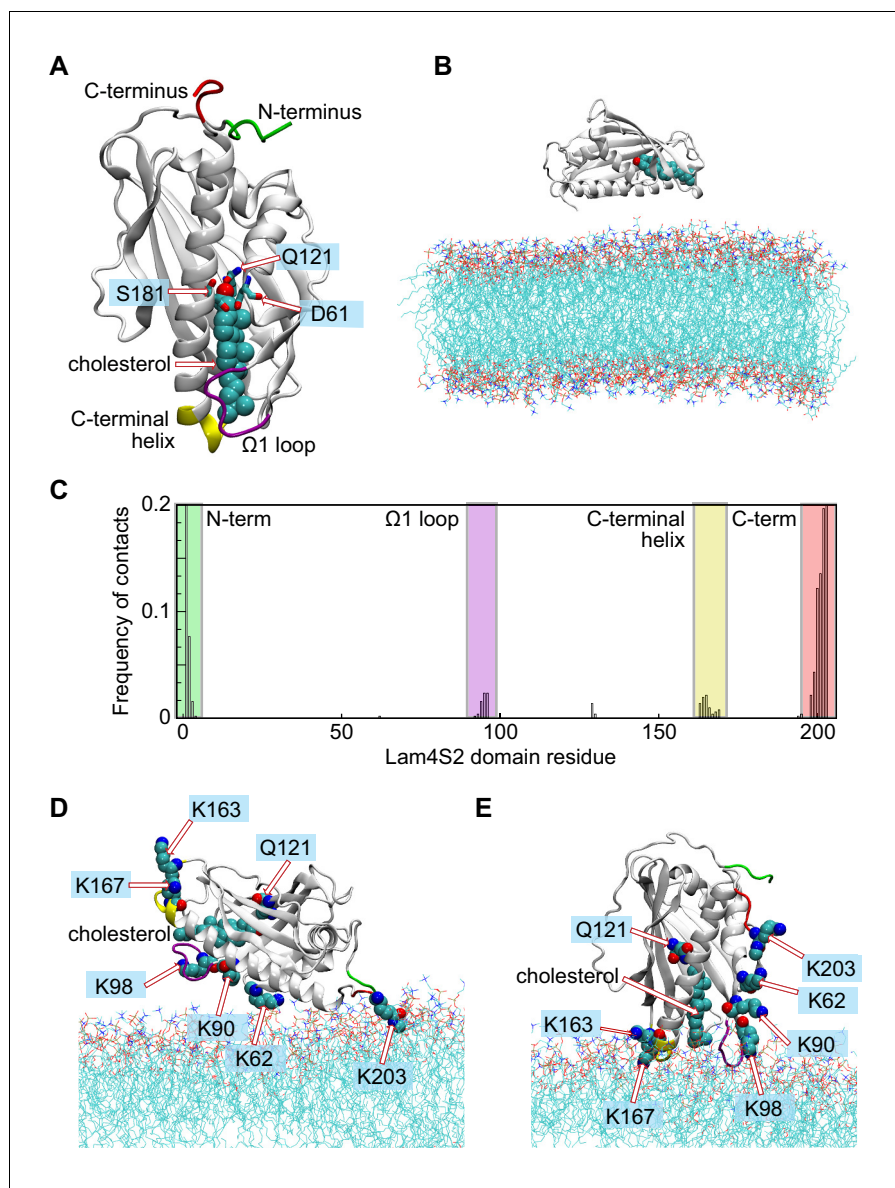 A
C-terminus
N-terminus
Q121
S181
D61
cholesterol
C-terminal
helix
Ω1 loop
B
C
Frequency of contacts
0.2
0.1
0
N-term
Ω1 loop
C-terminal
helix
C-term
0
50
100
150
200
Lam4S2 domain residue
D
K163
Q121
K167
cholesterol
K98
K90
K62
K203
E
Q121
cholesterol
K163
K167
K203
K62
K90
K98